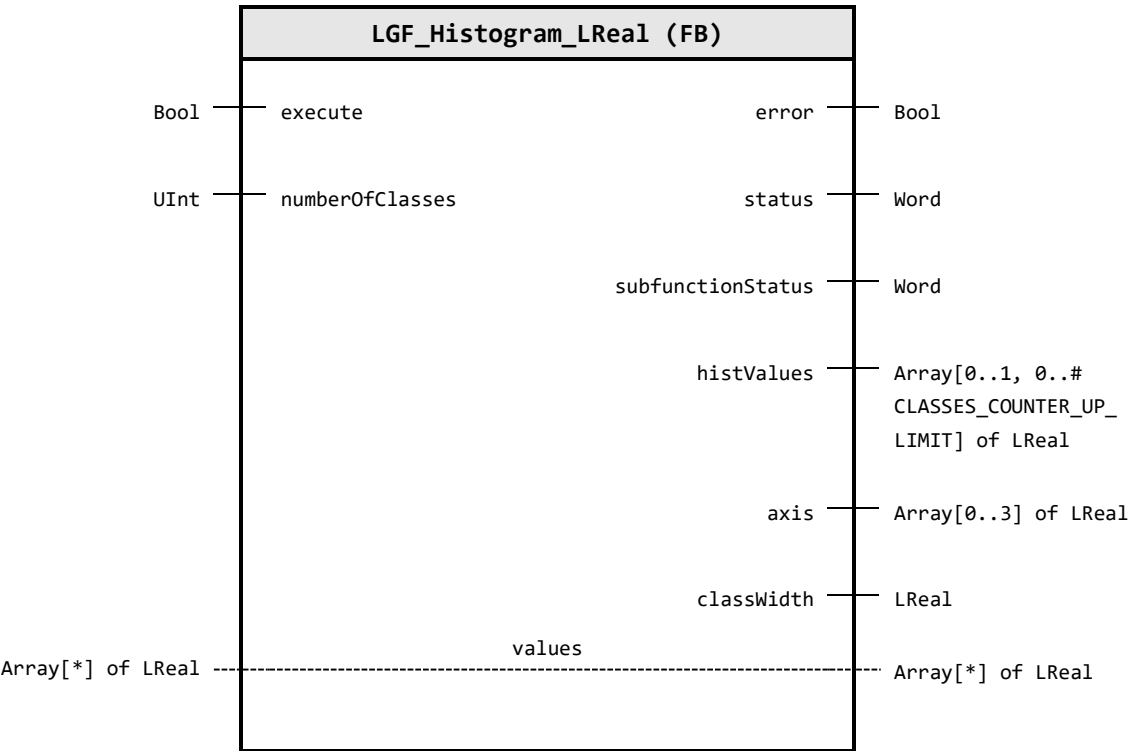 LGF_Histogram_LReal (FB)
Bool execute error Bool
UInt numberOfClasses status Word
subfunctionStatus Word
histValues Array[0..1, 0..#
CLASSES_COUNTER_UP_
LIMIT] of LReal
axis Array[0..3] of LReal
classWidth LReal
values
Array[*] of LReal Array[*] of LReal